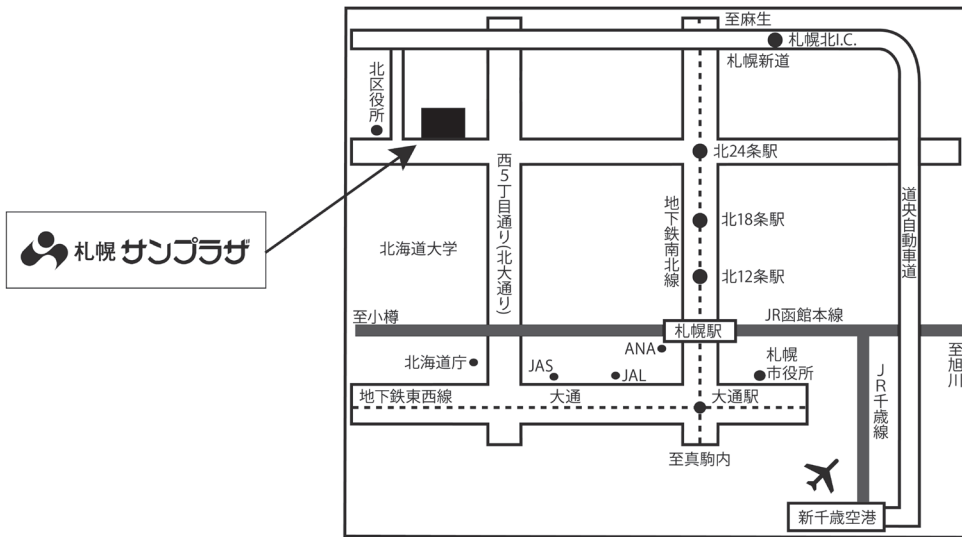 至麻生
札幌北I.C.
札幌新道
北区役所
北24条駅
西5丁目通り(北大通り)
地下鉄南北線
道央自動車道
北18条駅
札幌 サンプラザ
北海道大学
北12条駅
至小樽
JR函館本線
札幌駅
ANA
札幌
市役所
至旭川
北海道庁
JAS
JAL
JR千歳線
地下鉄東西線
大通
大通駅
至真駒内
新千歳空港